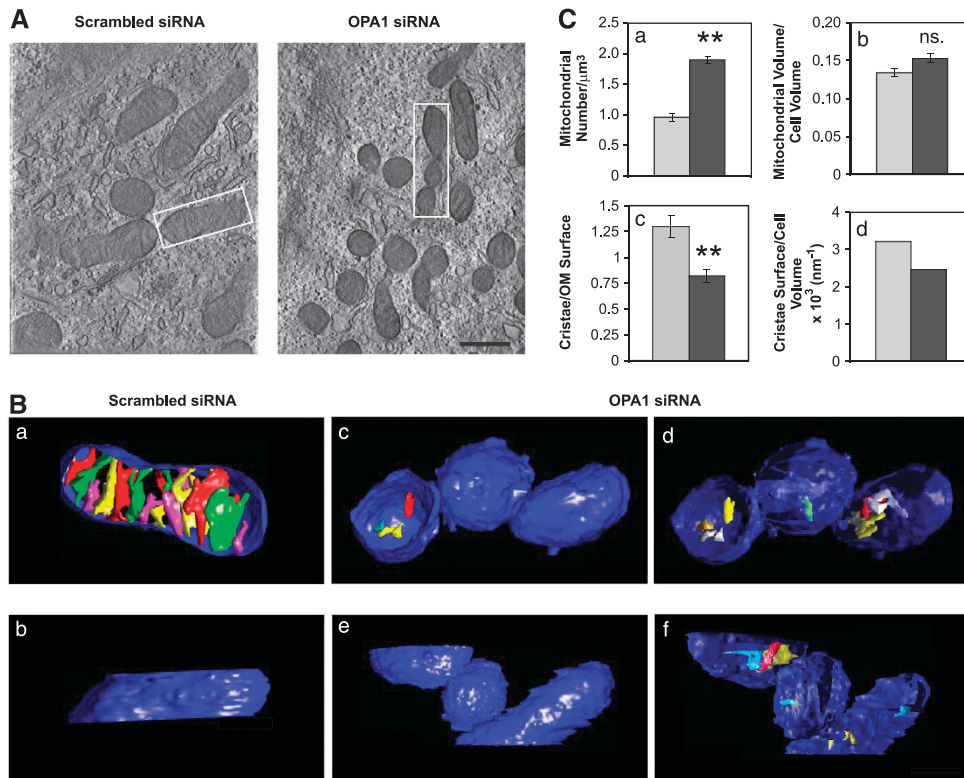 A
Scrambled siRNA
OPA1 siRNA
C
a
**
Mitochondrial
Number/μm3
2.5
2.0
1.5
1.0
0.5
0
b
ns.
Mitochondrial Volume/
Cell Volume
0.20
0.15
0.10
0.05
0
c
**
Cristae/OM Surface
1.5
1.25
1
0.75
0.5
0.25
0
d
Cristae Surface/Cell
Volume
x 10³ (nm⁻¹)
4
3
2
1
0
B
Scrambled siRNA
OPA1 siRNA
a
c
d
b
e
f